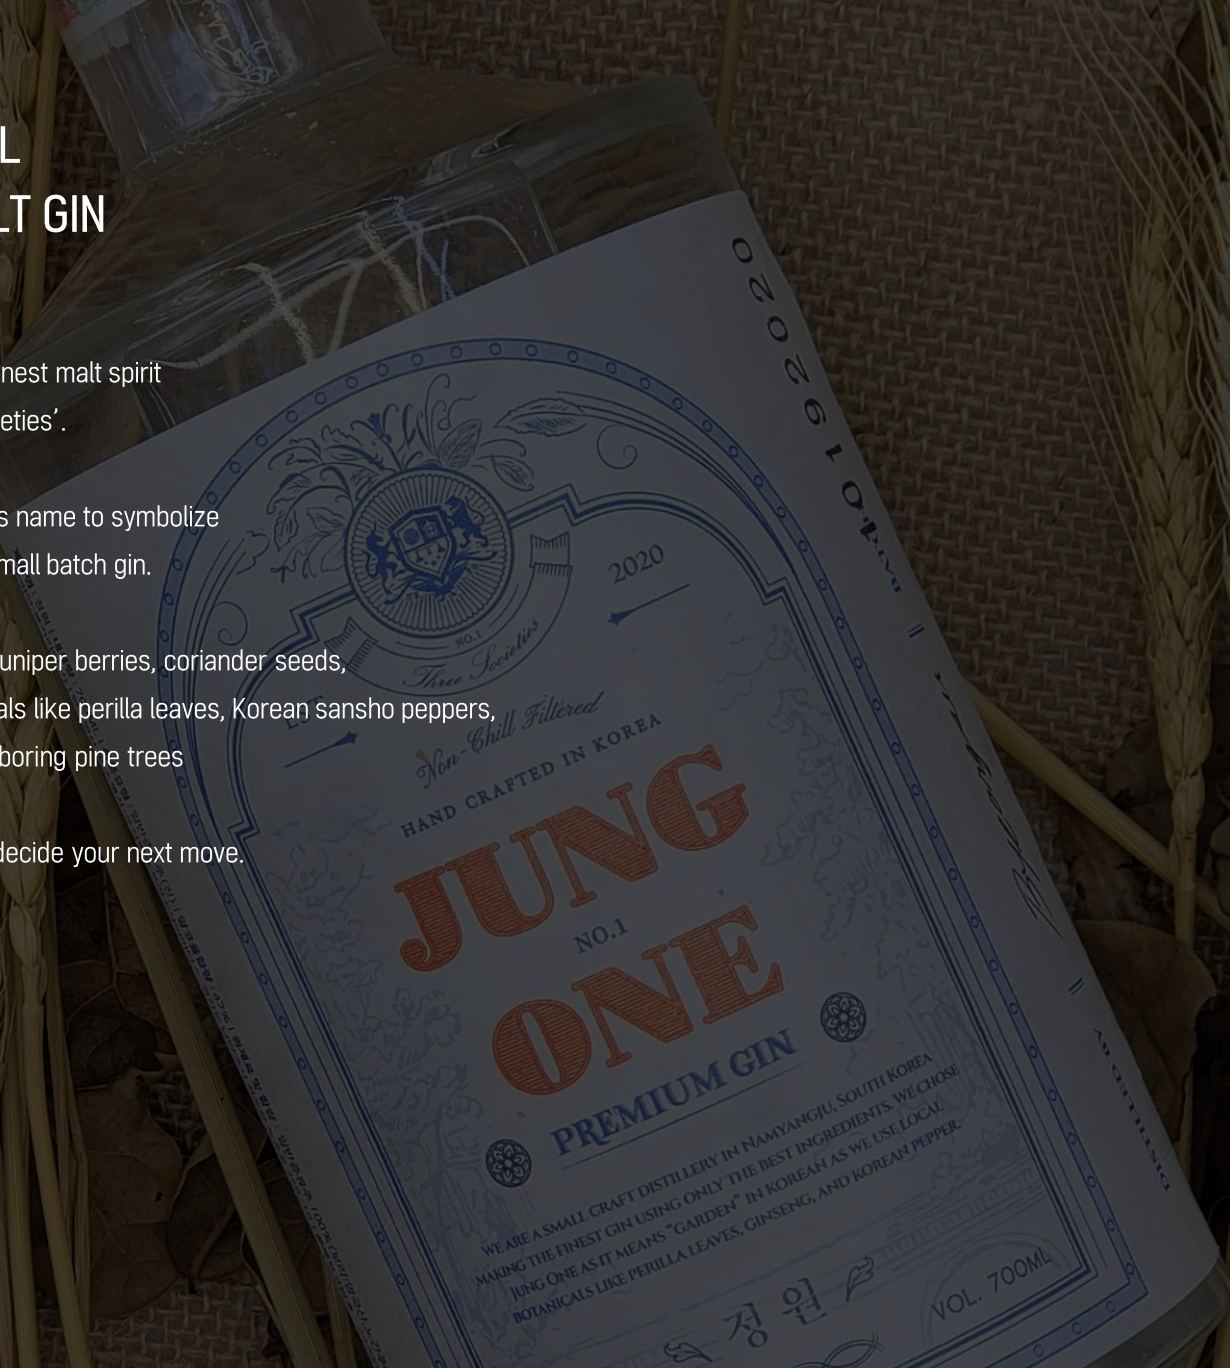 L
LT GIN
nest malt spirit
eties’.
s name to symbolize
mall batch gin.
uniper berries, coriander seeds,
als like perilla leaves, Korean sansho peppers,
boring pine trees
decide your next move.
NO.1
Three Societies
EST
2020
Non-Chill Filtered
HAND CRAFTED IN KOREA
JUNG
NO.1
ONE
PREMIUM GIN
WE ARE A SMALL CRAFT DISTILLERY IN NAMYANGJU, SOUTH KOREA
MAKING THE FINEST GIN USING ONLY THE BEST INGREDIENTS. WE CHOSE
JUNG ONE AS IT MEANS "GARDEN" IN KOREAN AS WE USE LOCAL
BOTANICALS LIKE PERILLA LEAVES, GINSENG, AND KOREAN PEPPER.
정원
VOL. 700ML
DISTILLED BY